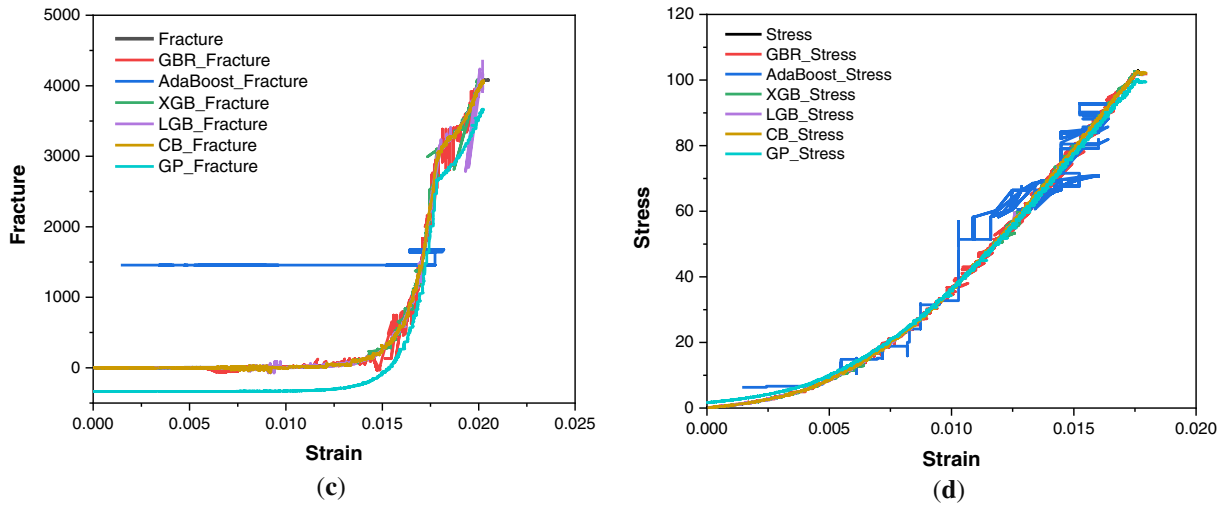 5000
4000
3000
2000
1000
0
Fracture
Fracture
GBR_Fracture
AdaBoost_Fracture
XGB_Fracture
LGB_Fracture
CB_Fracture
GP_Fracture
0.000 0.005 0.010 0.015 0.020 0.025
Strain
(c)
120
100
80
60
40
20
0
Stress
Stress
GBR_Stress
AdaBoost_Stress
XGB_Stress
LGB_Stress
CB_Stress
GP_Stress
0.000 0.005 0.010 0.015 0.020
Strain
(d)